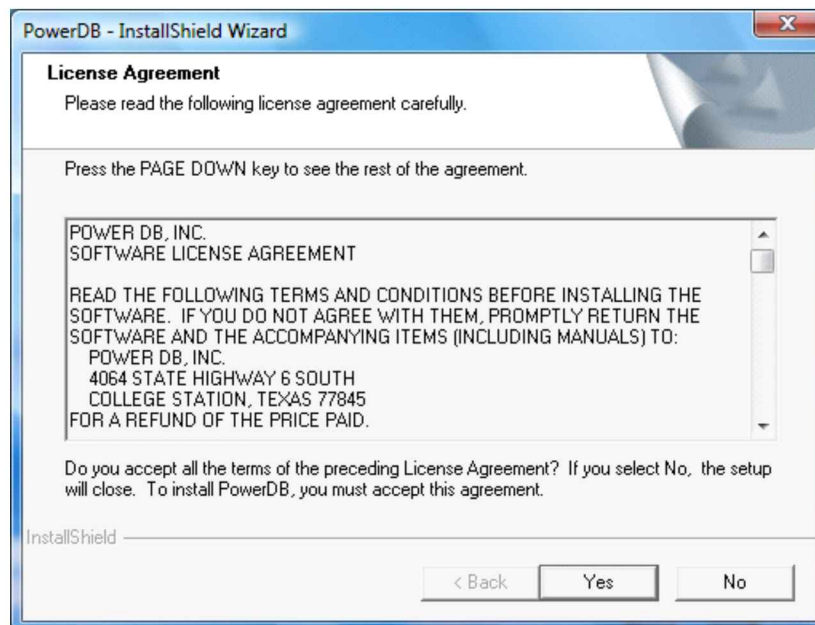 PowerDB - InstallShield Wizard
License Agreement
Please read the following license agreement carefully.
Press the PAGE DOWN key to see the rest of the agreement.
POWER DB, INC.
SOFTWARE LICENSE AGREEMENT
READ THE FOLLOWING TERMS AND CONDITIONS BEFORE INSTALLING THE
SOFTWARE.  IF YOU DO NOT AGREE WITH THEM, PROMPTLY RETURN THE
SOFTWARE AND THE ACCOMPANYING ITEMS (INCLUDING MANUALS) TO:
POWER DB, INC.
4064 STATE HIGHWAY 6 SOUTH
COLLEGE STATION, TEXAS 77845
FOR A REFUND OF THE PRICE PAID.
Do you accept all the terms of the preceding License Agreement?  If you select No,  the setup
will close.  To install PowerDB, you must accept this agreement.
InstallShield
< Back
Yes
No